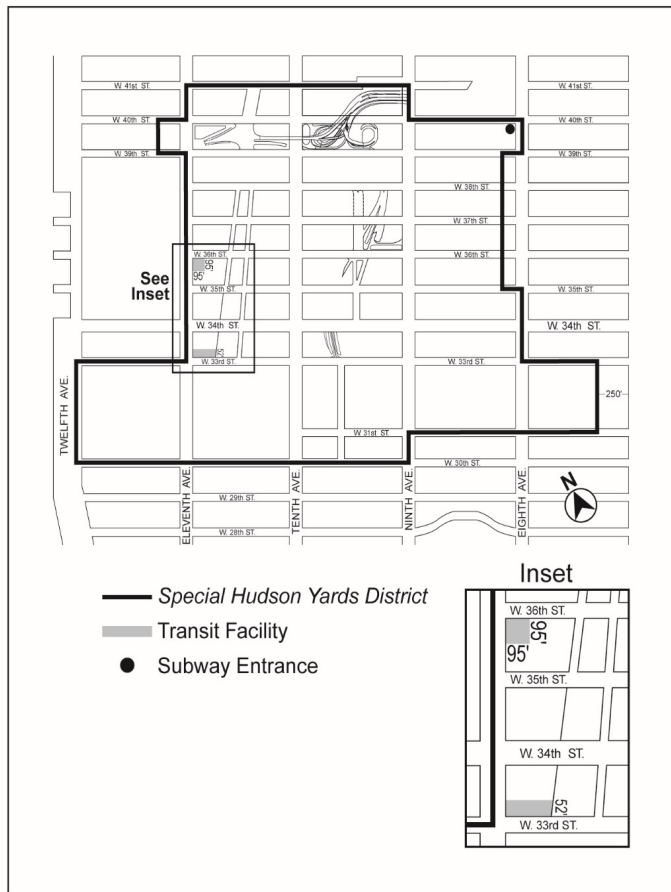 W. 41st ST.
W. 41st ST.
W. 40th ST.
W. 40th ST.
W. 39th ST.
W. 39th ST.
W. 38th ST.
W. 37th ST.
W. 36th ST.
W. 36th ST.
95'
95'
See
Inset
W. 35th ST.
W. 35th ST.
W. 34th ST.
W. 34th ST.
52'
W. 33rd ST.
W. 33rd ST.
W. 33rd ST.
250'
TWELFTH AVE.
W. 31st ST.
W. 30th ST.
ELEVENTH AVE.
TENTH AVE.
NINTH AVE.
EIGHTH AVE.
W. 29th ST.
W. 28th ST.
N
Special Hudson Yards District
Transit Facility
Subway Entrance
Inset
W. 36th ST.
95'
95'
W. 35th ST.
W. 34th ST.
52'
W. 33rd ST.